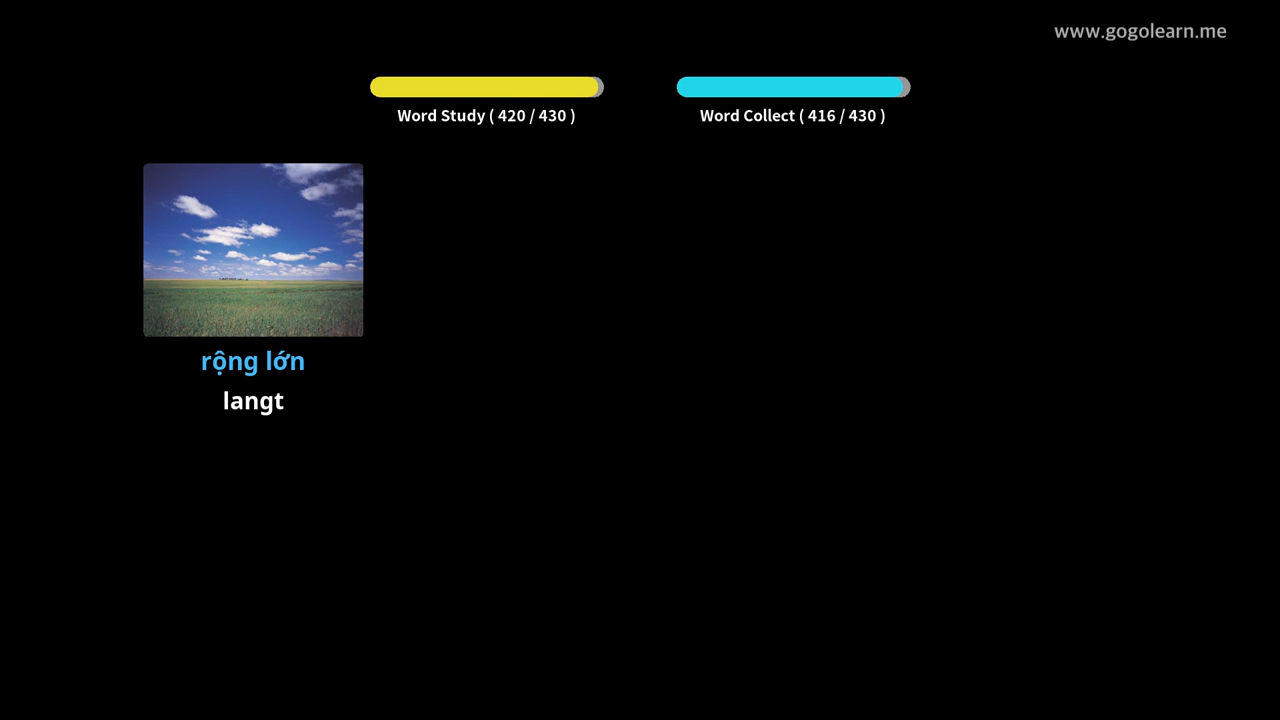 www.gogolearn.me
Word Study ( 420 / 430 )
Word Collect ( 416 / 430 )
rộng lớn
langt